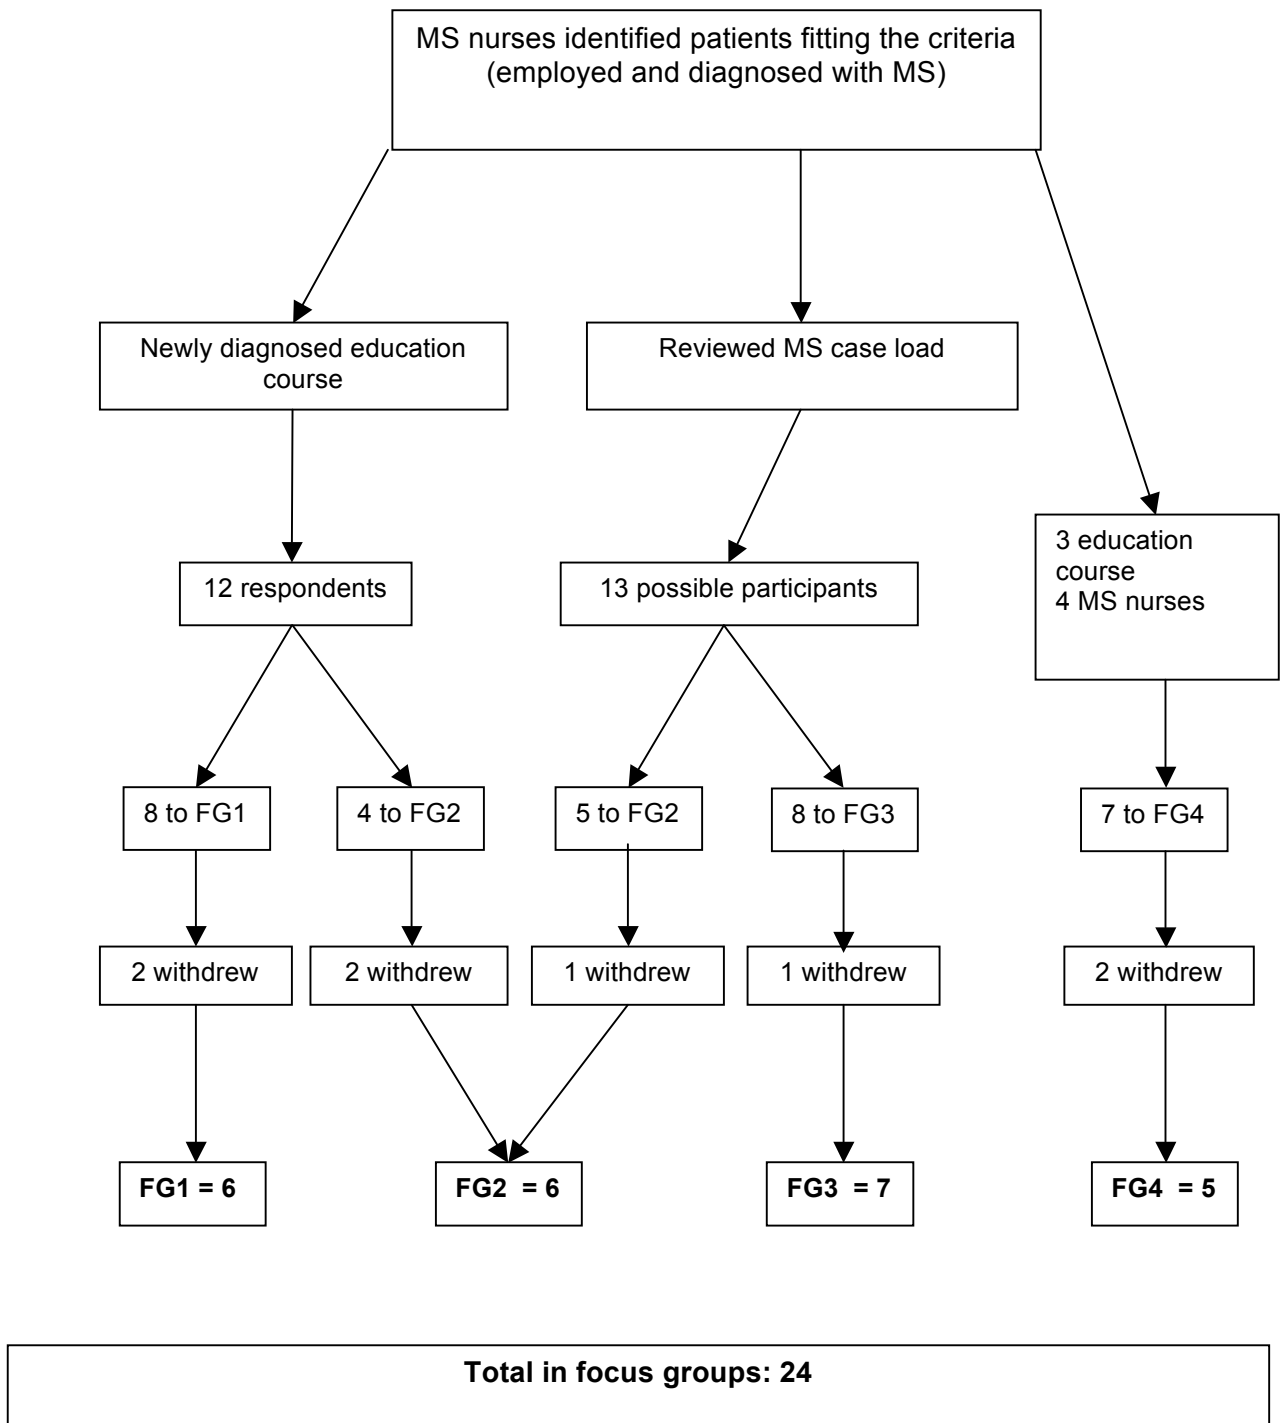 MS nurses identified patients fitting the criteria
(employed and diagnosed with MS)
Newly diagnosed education
course
Reviewed MS case load
3 education
course
4 MS nurses
12 respondents
13 possible participants
8 to FG1
4 to FG2
5 to FG2
8 to FG3
7 to FG4
2 withdrew
2 withdrew
1 withdrew
1 withdrew
2 withdrew
FG1 = 6
FG2  = 6
FG3  = 7
FG4  = 5
Total in focus groups: 24